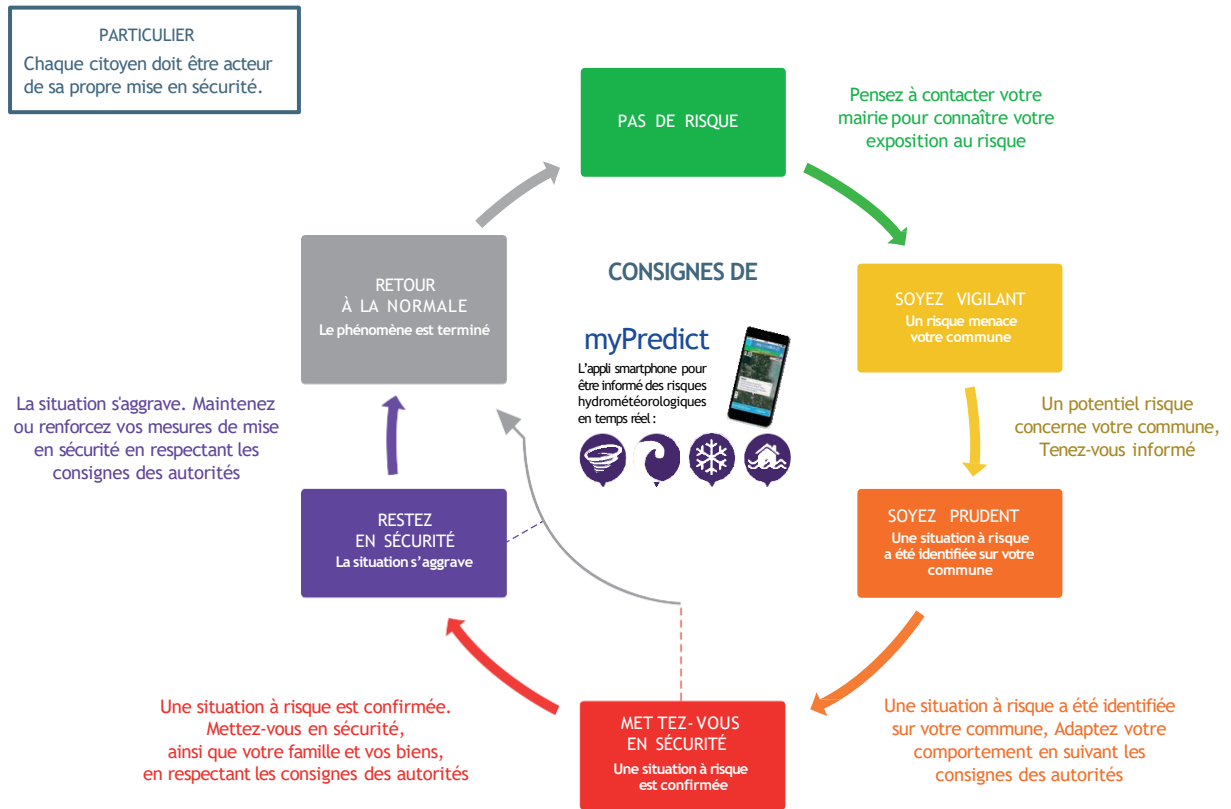 PARTICULIER
Chaque citoyen doit être acteur
de sa propre mise en sécurité.
PAS DE RISQUE
Pensez à contacter votre
mairie pour connaître votre
exposition au risque
SOYEZ VIGILANT
Un risque menace
votre commune
Un potentiel risque
concerne votre commune,
Tenez-vous informé
SOYEZ PRUDENT
Une situation à risque
a été identifiée sur votre
commune
Une situation à risque a été identifiée
sur votre commune, Adaptez votre
comportement en suivant les
consignes des autorités
MET TEZ- VOUS
EN SÉCURITÉ
Une situation à risque
est confirmée
Une situation à risque est confirmée.
Mettez-vous en sécurité,
ainsi que votre famille et vos biens,
en respectant les consignes des autorités
RESTEZ
EN SÉCURITÉ
La situation s’aggrave
La situation s'aggrave. Maintenez
ou renforcez vos mesures de mise
en sécurité en respectant les
consignes des autorités
RETOUR
À LA NORMALE
Le phénomène est terminé
CONSIGNES DE
myPredict
L’appli smartphone pour
être informé des risques
hydrométéorologiques
en temps réel :